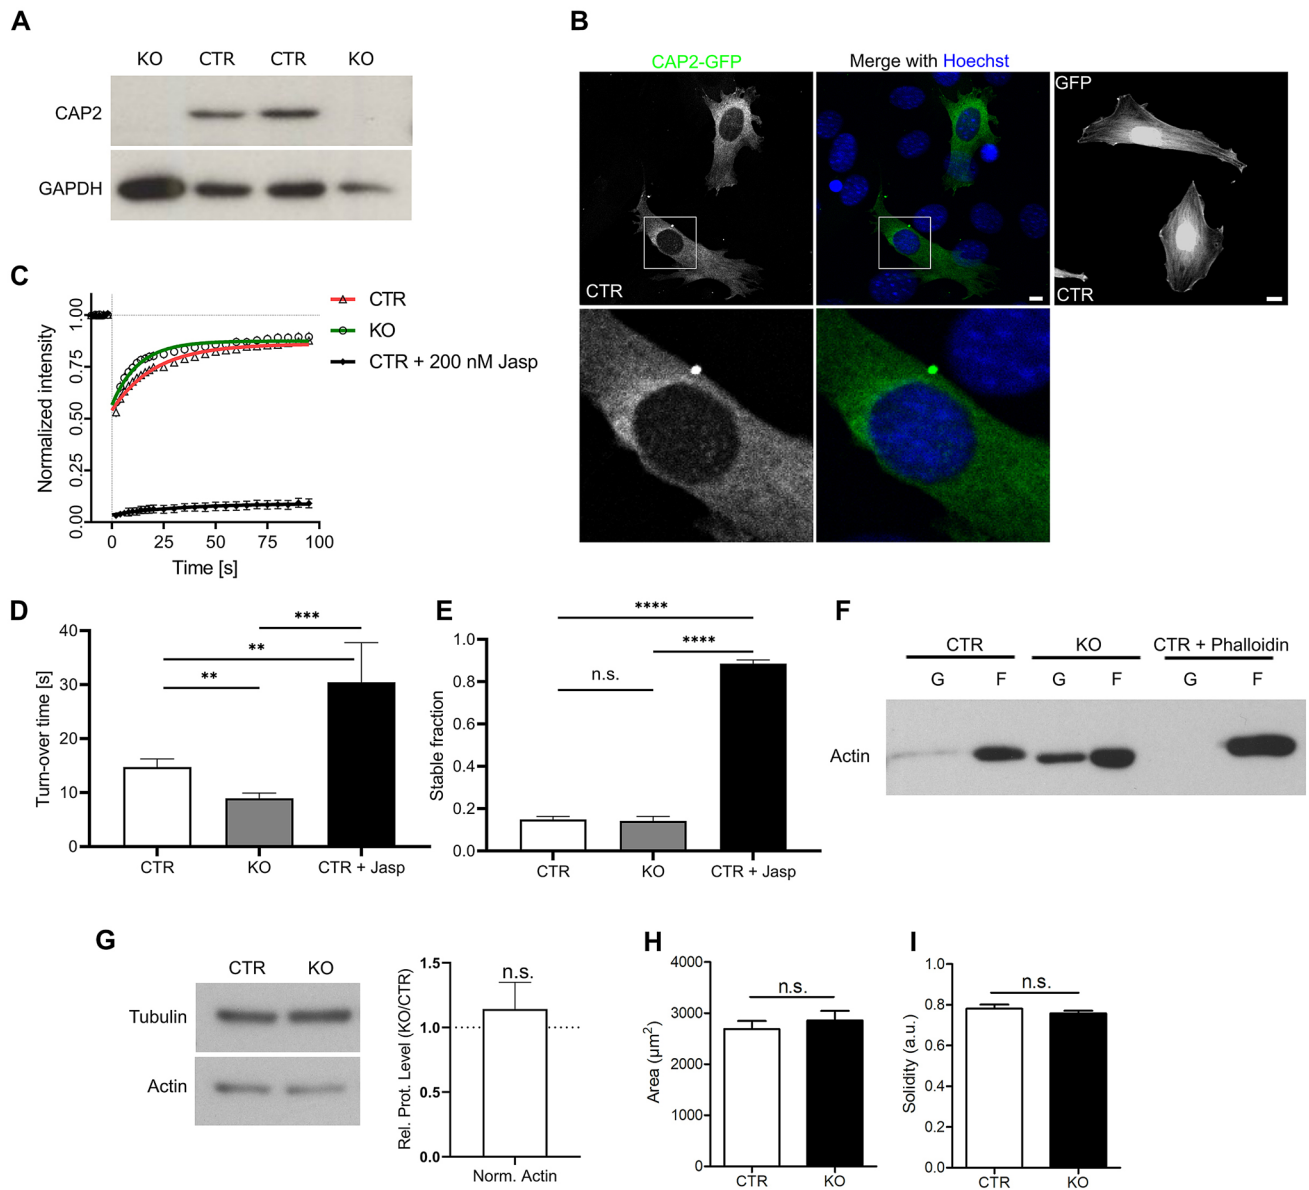 A
KO CTR CTR KO
CAP2
GAPDH
B
CAP2-GFP Merge with Hoechst
GFP
CTR
CTR
C
1.00
0.75
0.50
0.25
0.00
Normalized intensity
0 25 50 75 100
Time [s]
CTR
KO
CTR + 200 nM Jasp
D
***
**
**
40
30
20
10
0
Turn-over time [s]
CTR KO CTR + Jasp
E
****
****
n.s.
1.0
0.8
0.6
0.4
0.2
0.0
Stable fraction
CTR KO CTR + Jasp
F
CTR KO CTR + Phalloidin
G F G F G F
Actin
G
CTR KO
Tubulin
Actin
1.5
1.0
0.5
0.0
Rel. Prot. Level (KO/CTR)
n.s.
Norm. Actin
H
4000
3000
2000
1000
0
Area (µm²)
n.s.
CTR KO
I
1.0
0.8
0.6
0.4
0.2
0.0
Solidity (a.u.)
n.s.
CTR KO